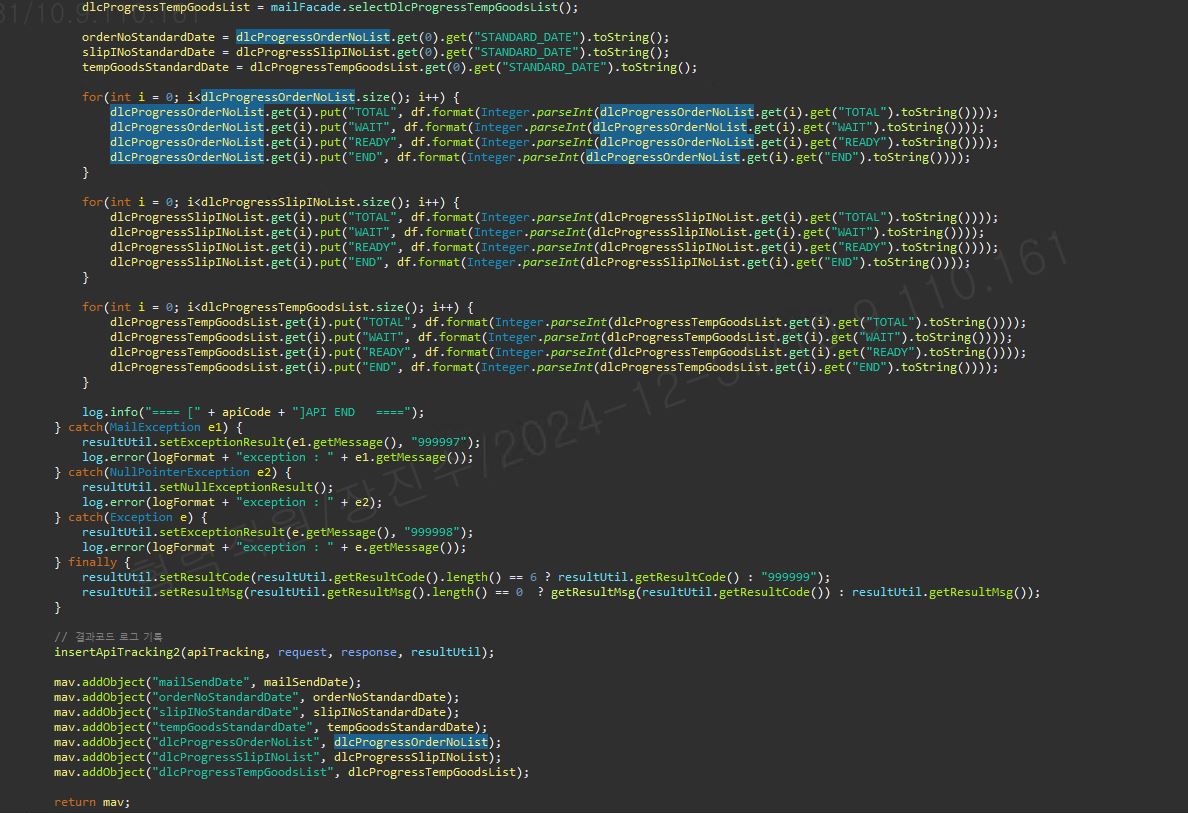 31/10.9.110.161
dlcProgressTempGoodsList = mailFacade.selectDlcProgressTempGoodsList();
orderNoStandardDate = dlcProgressOrderNoList.get(0).get("STANDARD_DATE").toString();
slipINoStandardDate = dlcProgressSlipINoList.get(0).get("STANDARD_DATE").toString();
tempGoodsStandardDate = dlcProgressTempGoodsList.get(0).get("STANDARD_DATE").toString();
for(int i = 0; i<dlcProgressOrderNoList.size(); i++) {
dlcProgressOrderNoList.get(i).put("TOTAL", df.format(Integer.parseInt(dlcProgressOrderNoList.get(i).get("TOTAL").toString())));
dlcProgressOrderNoList.get(i).put("WAIT", df.format(Integer.parseInt(dlcProgressOrderNoList.get(i).get("WAIT").toString())));
dlcProgressOrderNoList.get(i).put("READY", df.format(Integer.parseInt(dlcProgressOrderNoList.get(i).get("READY").toString())));
dlcProgressOrderNoList.get(i).put("END", df.format(Integer.parseInt(dlcProgressOrderNoList.get(i).get("END").toString())));
}
for(int i = 0; i<dlcProgressSlipINoList.size(); i++) {
dlcProgressSlipINoList.get(i).put("TOTAL", df.format(Integer.parseInt(dlcProgressSlipINoList.get(i).get("TOTAL").toString())));
dlcProgressSlipINoList.get(i).put("WAIT", df.format(Integer.parseInt(dlcProgressSlipINoList.get(i).get("WAIT").toString())));
dlcProgressSlipINoList.get(i).put("READY", df.format(Integer.parseInt(dlcProgressSlipINoList.get(i).get("READY").toString())));
dlcProgressSlipINoList.get(i).put("END", df.format(Integer.parseInt(dlcProgressSlipINoList.get(i).get("END").toString())));
}
for(int i = 0; i<dlcProgressTempGoodsList.size(); i++) {
dlcProgressTempGoodsList.get(i).put("TOTAL", df.format(Integer.parseInt(dlcProgressTempGoodsList.get(i).get("TOTAL").toString())));
dlcProgressTempGoodsList.get(i).put("WAIT", df.format(Integer.parseInt(dlcProgressTempGoodsList.get(i).get("WAIT").toString())));
dlcProgressTempGoodsList.get(i).put("READY", df.format(Integer.parseInt(dlcProgressTempGoodsList.get(i).get("READY").toString())));
dlcProgressTempGoodsList.get(i).put("END", df.format(Integer.parseInt(dlcProgressTempGoodsList.get(i).get("END").toString())));
}
log.info("==== [" + apiCode + "]API END   ====");
} catch(MailException e1) {
resultUtil.setExceptionResult(e1.getMessage(), "999997");
log.error(logFormat + "exception : " + e1.getMessage());
} catch(NullPointerException e2) {
resultUtil.setNullExceptionResult();
log.error(logFormat + "exception : " + e2);
} catch(Exception e) {
resultUtil.setExceptionResult(e.getMessage(), "999998");
log.error(logFormat + "exception : " + e.getMessage());
} finally {
resultUtil.setResultCode(resultUtil.getResultCode().length() == 6 ? resultUtil.getResultCode() : "999999");
resultUtil.setResultMsg(resultUtil.getResultMsg().length() == 0  ? getResultMsg(resultUtil.getResultCode()) : resultUtil.getResultMsg());
}
// 결과코드 로그 기록
insertApiTracking2(apiTracking, request, response, resultUtil);
mav.addObject("mailSendDate", mailSendDate);
mav.addObject("orderNoStandardDate", orderNoStandardDate);
mav.addObject("slipINoStandardDate", slipINoStandardDate);
mav.addObject("tempGoodsStandardDate", tempGoodsStandardDate);
mav.addObject("dlcProgressOrderNoList", dlcProgressOrderNoList);
mav.addObject("dlcProgressSlipINoList", dlcProgressSlipINoList);
mav.addObject("dlcProgressTempGoodsList", dlcProgressTempGoodsList);
return mav;